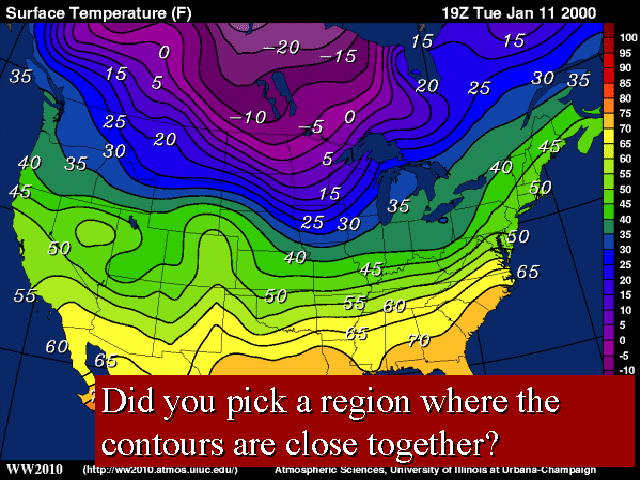 Surface Temperature (F) 19Z Tue Jan 11 2000
0 -20 -15 15 15
35 15 5 20 25 30 35
-10 -5 0
25 20
30 5
40 35 45
45 15 40 50
35
25 30
50 40 45 50
65
55 50 55 60
60 65 65 70
100
95
90
85
80
75
70
65
60
55
50
45
40
35
30
25
20
15
10
5
0
-5
-10
Did you pick a region where the
contours are close together?
WW2010 (http://ww2010.atmos.uiuc.edu/) Atmospheric Sciences, University of Illinois at Urbana-Champaign